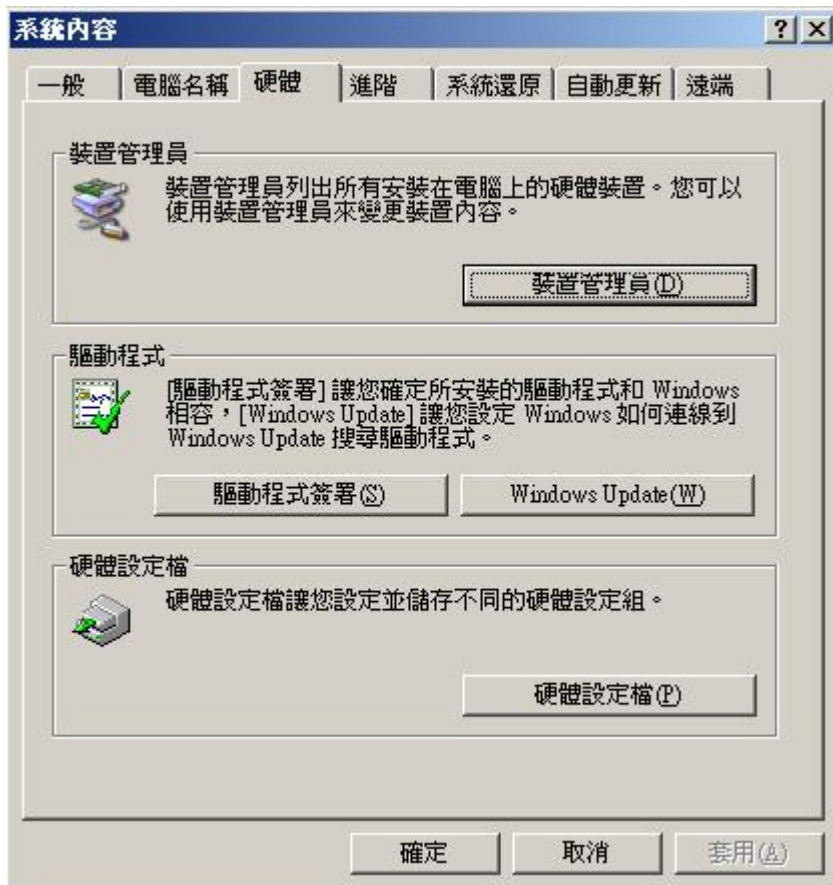 系統內容
一般 電腦名稱 硬體 進階 系統還原 自動更新 遠端
裝置管理員
裝置管理員列出所有安裝在電腦上的硬體裝置。您可以
使用裝置管理員來變更裝置內容。
裝置管理員(D)
驅動程式
[驅動程式簽署] 讓您確定所安裝的驅動程式和 Windows
相容，[Windows Update] 讓您設定 Windows 如何連線到
Windows Update 搜尋驅動程式。
驅動程式簽署(S) Windows Update(W)
硬體設定檔
硬體設定檔讓您設定並儲存不同的硬體設定組。
硬體設定檔(P)
確定 取消 套用(A)